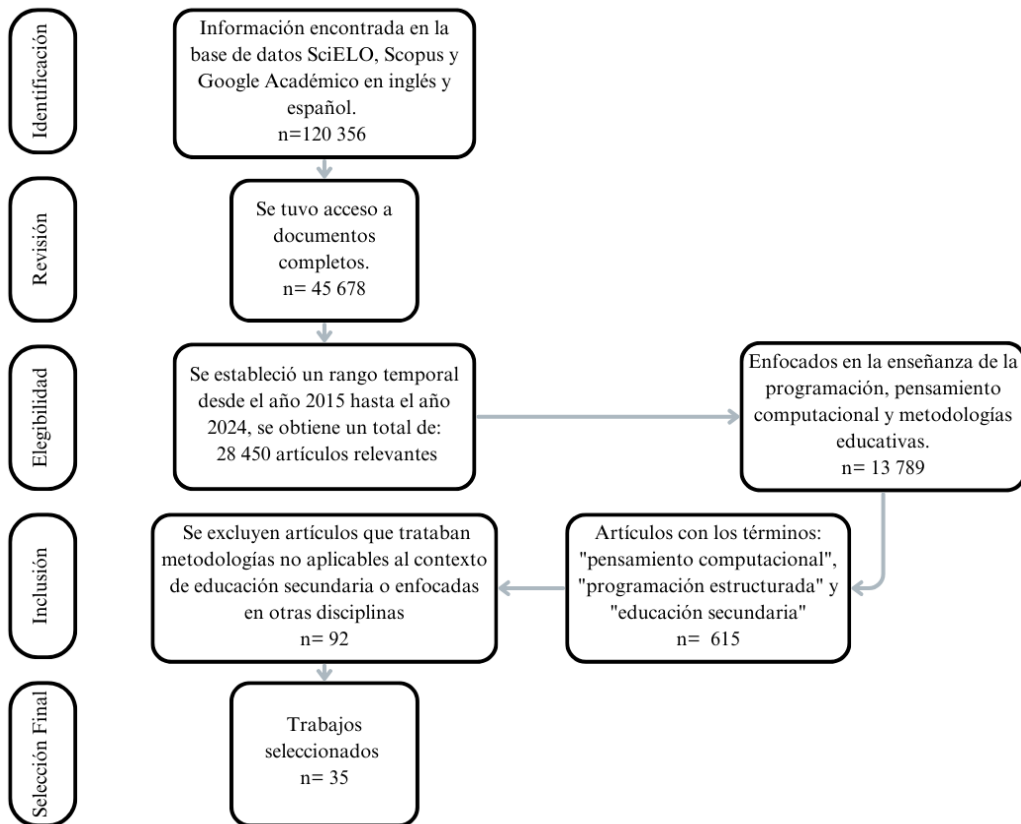 Identificación
Información encontrada en la
base de datos SciELO, Scopus y
Google Académico en inglés y
español.
n=120 356
Revisión
Se tuvo acceso a
documentos
completos.
n= 45 678
Elegibilidad
Se estableció un rango temporal
desde el año 2015 hasta el año
2024, se obtiene un total de:
28 450 artículos relevantes
Enfocados en la enseñanza de la
programación, pensamiento
computacional y metodologías
educativas.
n= 13 789
Inclusión
Se excluyen artículos que trataban
metodologías no aplicables al contexto
de educación secundaria o enfocadas
en otras disciplinas
n= 92
Artículos con los términos:
"pensamiento computacional",
"programación estructurada" y
"educación secundaria"
n=  615
Selección Final
Trabajos
seleccionados
n= 35